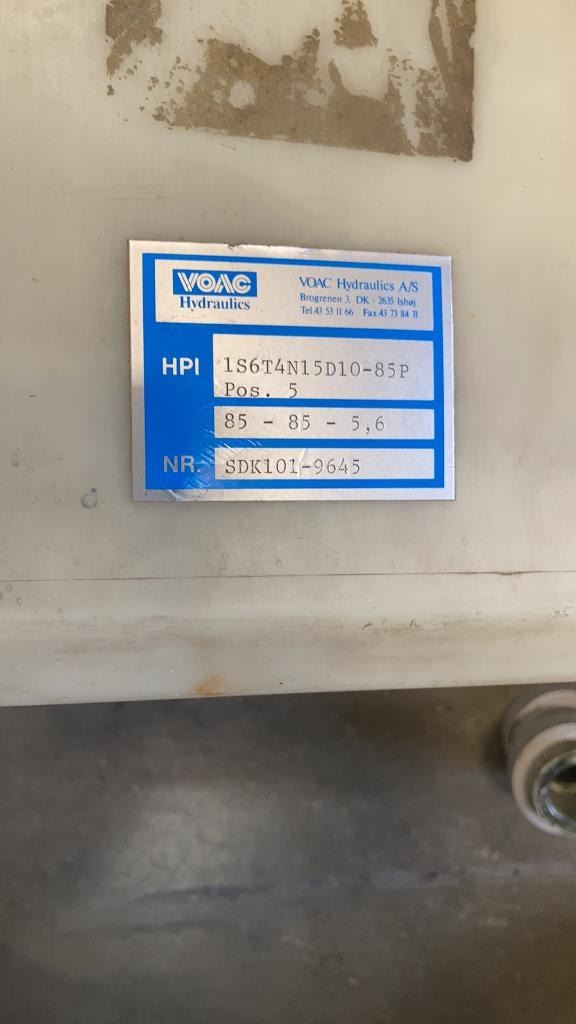 VOAC
Hydraulics
VOAC Hydraulics A/S
Brogrenen 3, DK - 2635 Ishøj
Tel.43 53 11 66 Fax.43 73 84 31
HPI 1S6T4N15D10-85P
Pos. 5
85 - 85 - 5,6
NR. SDK101-9645